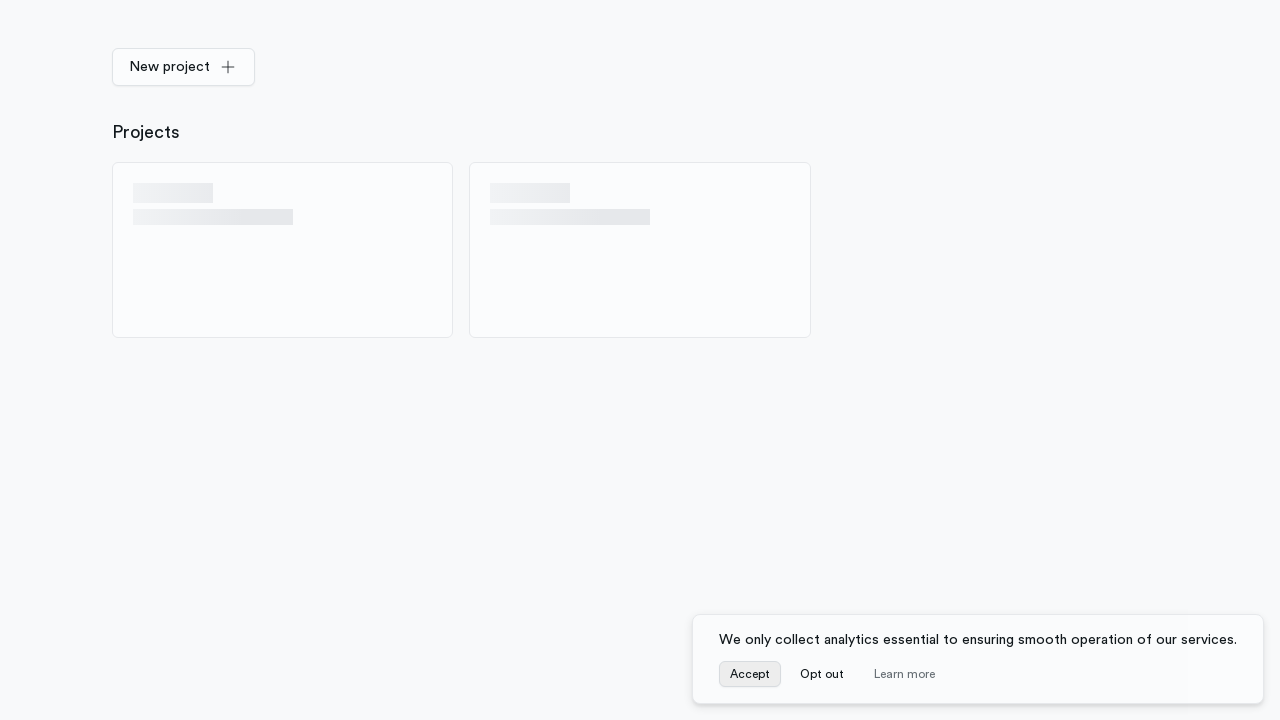 New project
Projects
We only collect analytics essential to ensuring smooth operation of our services.
Accept Opt out Learn more